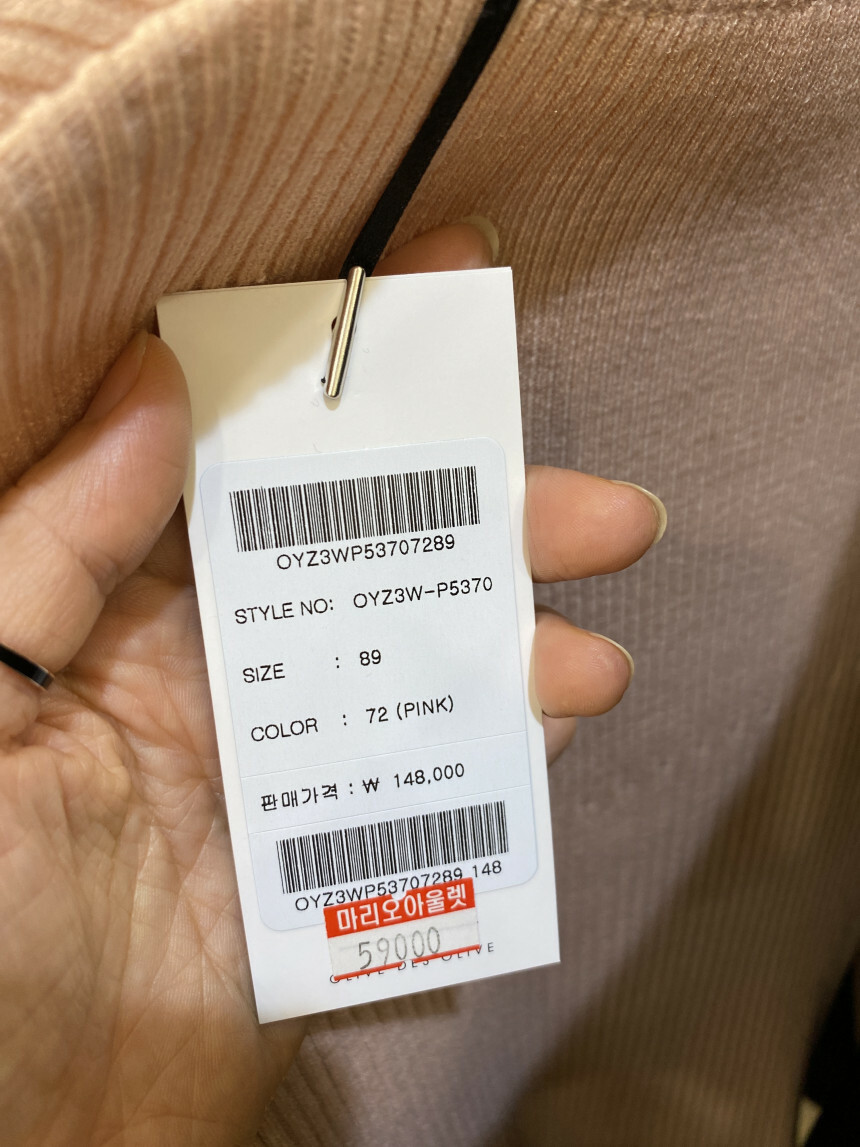 OYZ3WP53707289
STYLE NO: OYZ3W-P5370
SIZE : 89
COLOR : 72 (PINK)
판매가격 : ₩ 148,000
OYZ3WP53707289 148
마리오아울렛
59000
OLIVE DES OLIVE